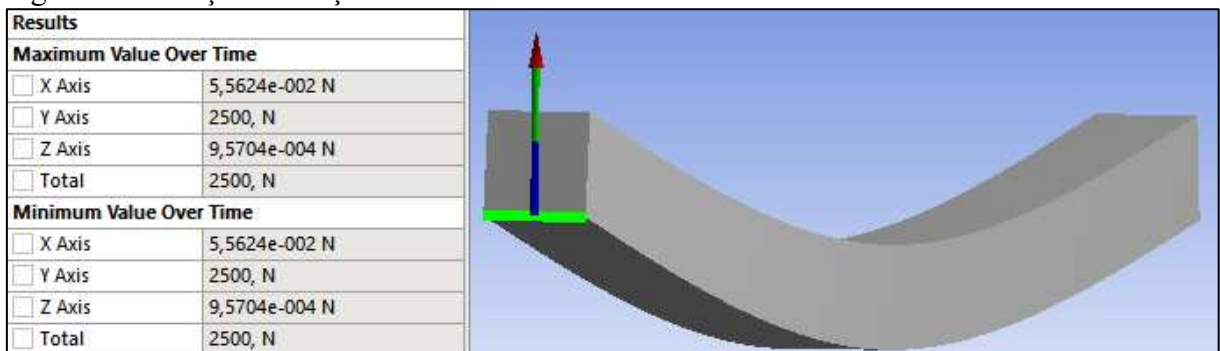 Results
Maximum Value Over Time
X Axis 5,5624e-002 N
Y Axis 2500, N
Z Axis 9,5704e-004 N
Total 2500, N
Minimum Value Over Time
X Axis 5,5624e-002 N
Y Axis 2500, N
Z Axis 9,5704e-004 N
Total 2500, N